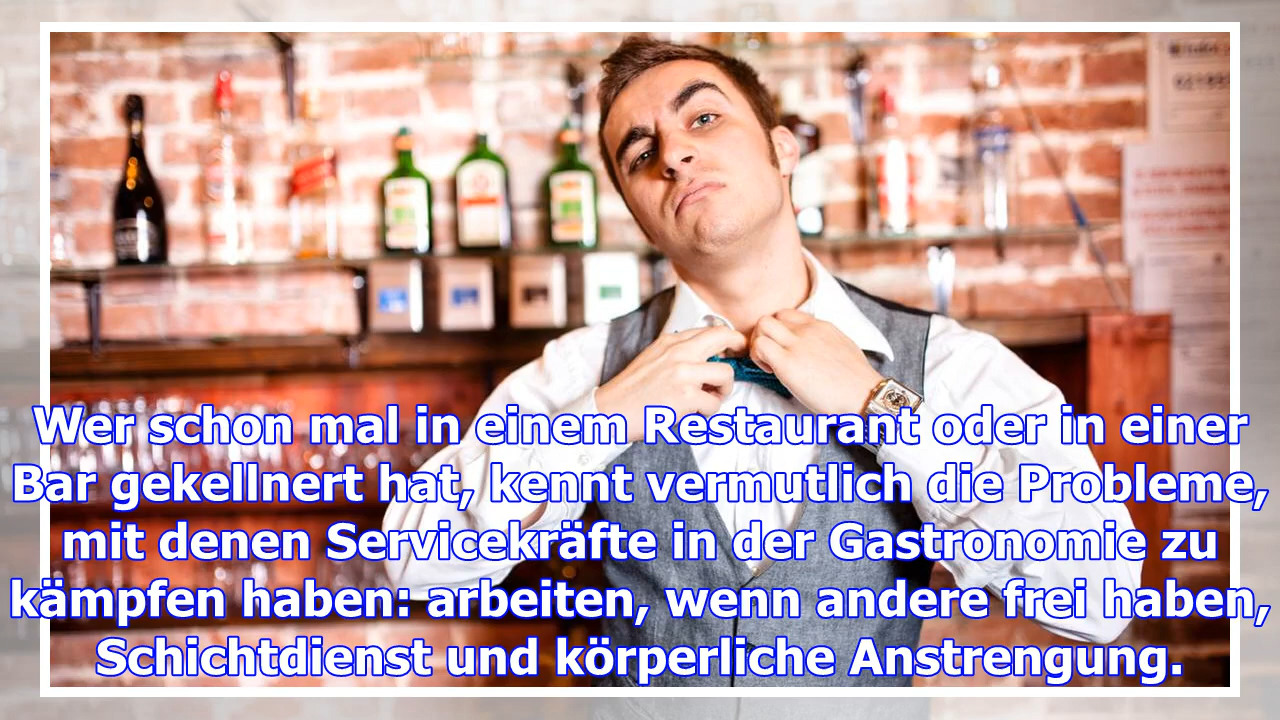 Wer schon mal in einem Restaurant oder in einer
Bar gekellnert hat, kennt vermutlich die Probleme,
mit denen Servicekräfte in der Gastronomie zu
kämpfen haben: arbeiten, wenn andere frei haben,
Schichtdienst und körperliche Anstrengung.